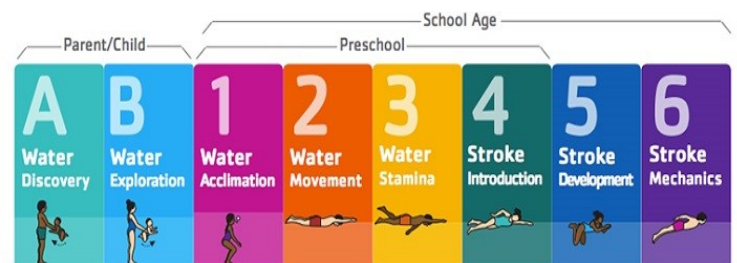 School Age
Parent/Child
Preschool
A
Water
Discovery
B
Water
Exploration
1
Water
Acclimation
2
Water
Movement
3
Water
Stamina
4
Stroke
Introduction
5
Stroke
Development
6
Stroke
Mechanics